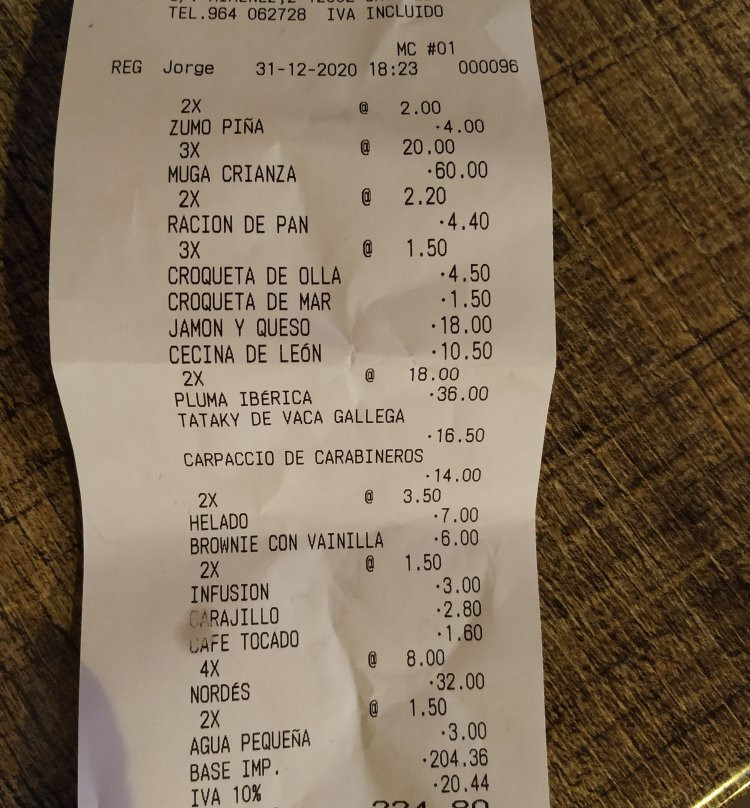 TEL.964 062728 IVA INCLUIDO
MC #01
REG Jorge 31-12-2020 18:23 000096
2X @ 2.00
ZUMO PIÑA ·4.00
3X @ 20.00
MUGA CRIANZA ·60.00
2X @ 2.20
RACION DE PAN ·4.40
3X @ 1.50
CROQUETA DE OLLA ·4.50
CROQUETA DE MAR ·1.50
JAMON Y QUESO ·18.00
CECINA DE LEÓN ·10.50
2X @ 18.00
PLUMA IBÉRICA ·36.00
TATAKY DE VACA GALLEGA
·16.50
CARPACCIO DE CARABINEROS
·14.00
2X @ 3.50
HELADO ·7.00
BROWNIE CON VAINILLA ·6.00
2X @ 1.50
INFUSION ·3.00
CARAJILLO ·2.80
CAFE TOCADO ·1.60
4X @ 8.00
NORDÉS ·32.00
2X @ 1.50
AGUA PEQUEÑA ·3.00
BASE IMP. ·204.36
IVA 10% ·20.44
224.80